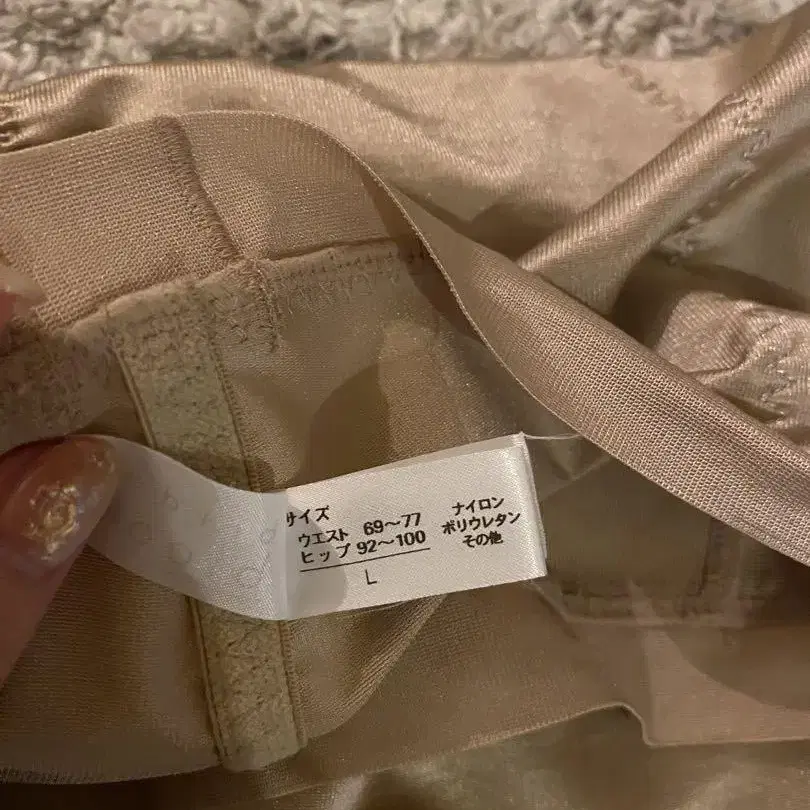 サイズ
ウエスト 69～77
ヒップ 92～100
L
ナイロン
ポリウレタン
その他